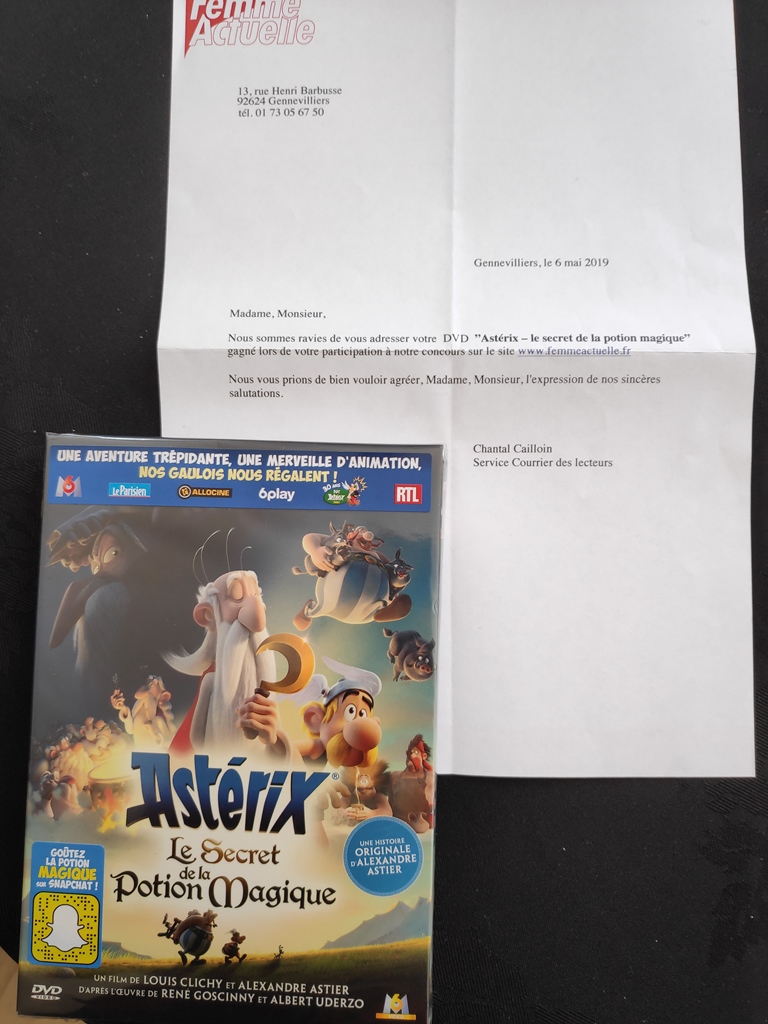 Femme
Actuelle
13, rue Henri Barbusse
92624 Gennevilliers
tél. 01 73 05 67 50
Gennevilliers, le 6 mai 2019
Madame, Monsieur,
Nous sommes ravies de vous adresser votre DVD "Astérix – le secret de la potion magique"
gagné lors de votre participation à notre concours sur le site www.femmeactuelle.fr
Nous vous prions de bien vouloir agréer, Madame, Monsieur, l'expression de nos sincères
salutations.
Chantal Cailloin
Service Courrier des lecteurs
UNE AVENTURE TRÉPIDANTE, UNE MERVEILLE D'ANIMATION,
NOS GAULOIS NOUS RÉGALENT !
M6 Le Parisien ALLOCINE 6play Astérix RTL
Astérix®
Le Secret
de la
Potion Magique
UNE HISTOIRE
ORIGINALE
D'ALEXANDRE
ASTIER
GOÛTEZ
LA POTION
MAGIQUE
SUR SNAPCHAT !
UN FILM DE LOUIS CLICHY ET ALEXANDRE ASTIER
D'APRÈS L'ŒUVRE DE RENÉ GOSCINNY ET ALBERT UDERZO
DVD
VIDEO
M6